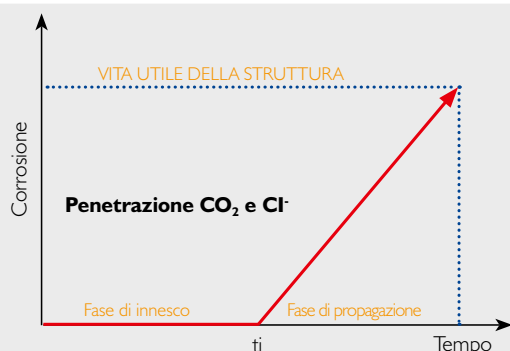 VITA UTILE DELLA STRUTTURA
Corrosione
Penetrazione CO₂ e Cl⁻
Fase di innesco
Fase di propagazione
ti
Tempo